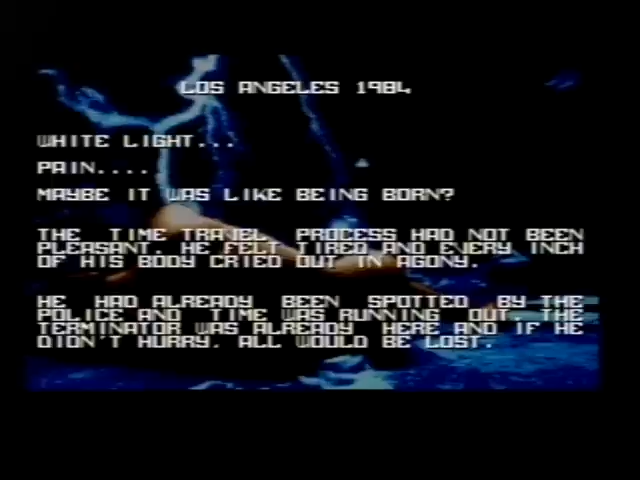 LOS ANGELES 1984
WHITE LIGHT...
PAIN....
MAYBE IT WAS LIKE BEING BORN?
THE TIME TRAVEL PROCESS HAD NOT BEEN
PLEASANT. HE FELT TIRED AND EVERY INCH
OF HIS BODY CRIED OUT IN AGONY.
HE HAD ALREADY BEEN SPOTTED BY THE
POLICE AND TIME WAS RUNNING OUT. THE
TERMINATOR WAS ALREADY HERE AND IF HE
DIDN'T HURRY. ALL WOULD BE LOST.